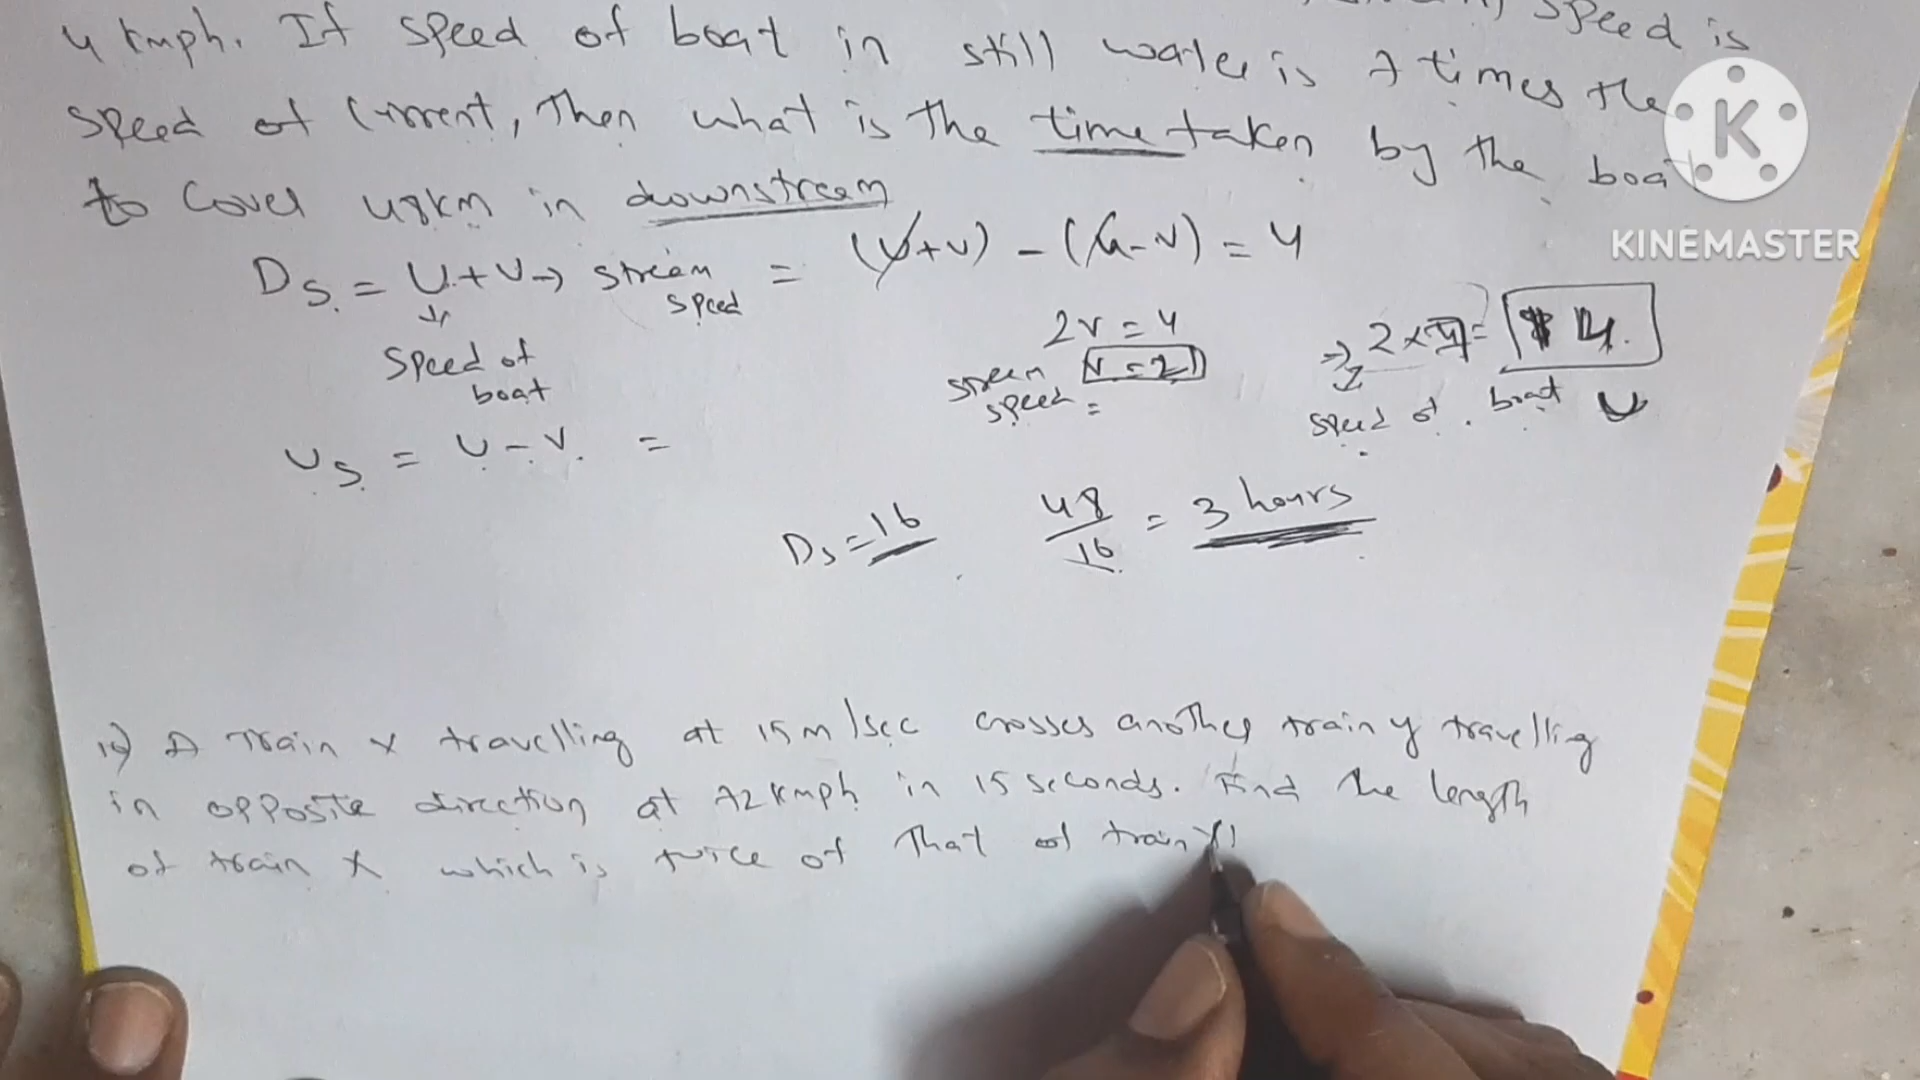 speed is
4 kmph. If speed of boat in still water is 7 times the
speed of current, Then what is the time taken by the boat
to cover 48km in downstream
(U+V) - (U-V) = 4
DS. = U+V → stream speed =
speed of boat
2V = 4
V = 2
stream speed =
⇒ 2 × 7 = 14.
speed of boat U
US = U - V. =
DS = 16
48/16 = 3 hours
A Train X travelling at 15m/sec crosses another train y travelling
in opposite direction at 72 kmph in 15 seconds. Find the length
of train X which is twice of that of train Y
K
KINEMASTER